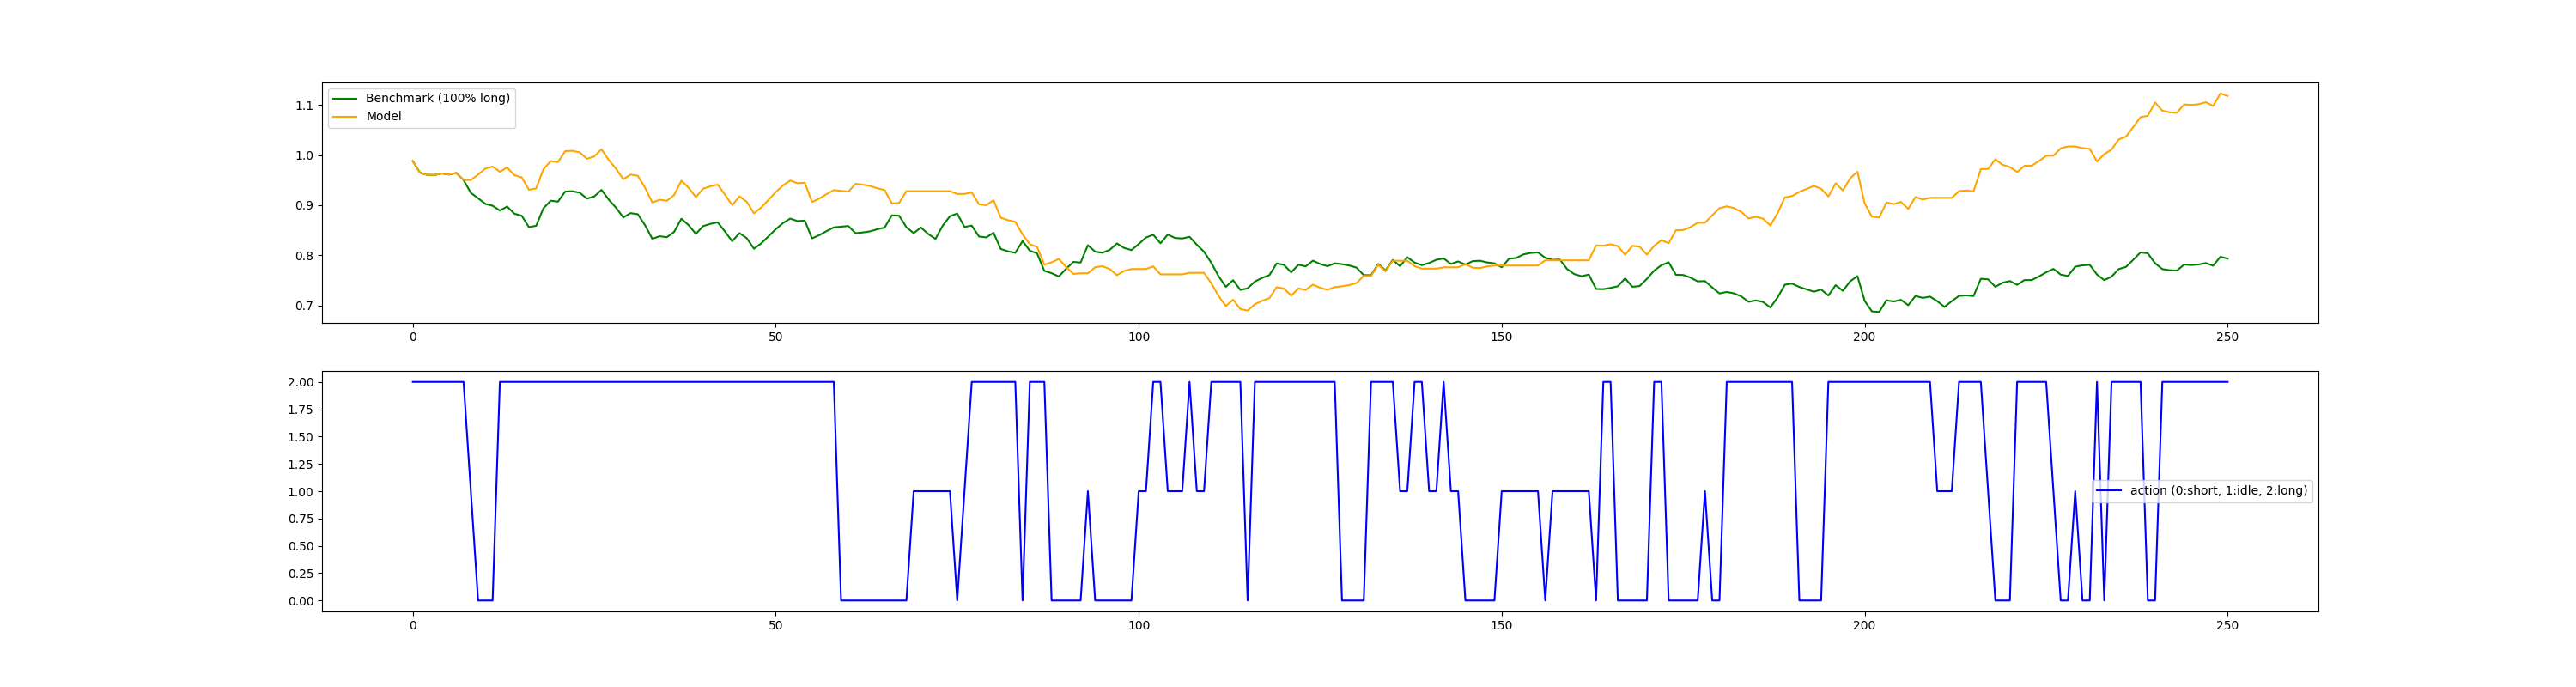 Benchmark (100% long)
Model
1.1
1.0
0.9
0.8
0.7
0 50 100 150 200 250
2.00
1.75
1.50
1.25
1.00
0.75
0.50
0.25
0.00
action (0:short, 1:idle, 2:long)
0 50 100 150 200 250